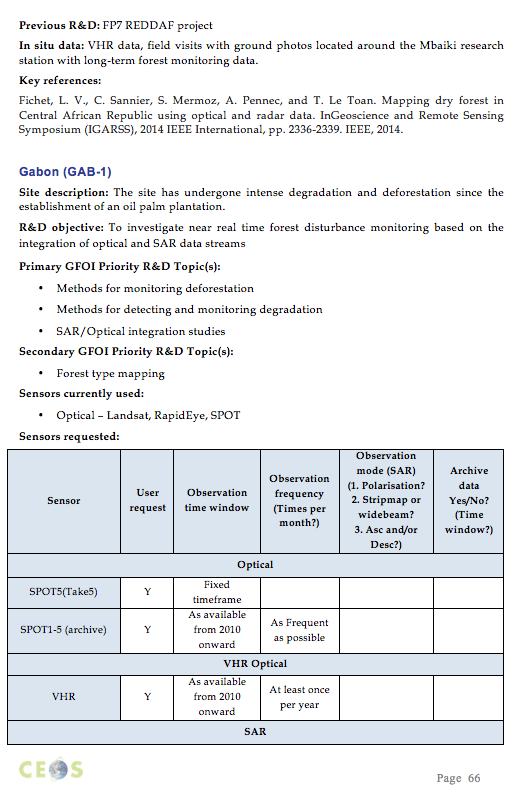 Previous R&D: FP7 REDDAF project
In situ data: VHR data, field visits with ground photos located around the Mbaiki research
station with long-term forest monitoring data.
Key references:
Fichet, L. V., C. Sannier, S. Mermoz, A. Pennec, and T. Le Toan. Mapping dry forest in
Central African Republic using optical and radar data. InGeoscience and Remote Sensing
Symposium (IGARSS), 2014 IEEE International, pp. 2336-2339. IEEE, 2014.
Gabon (GAB-1)
Site description: The site has undergone intense degradation and deforestation since the
establishment of an oil palm plantation.
R&D objective: To investigate near real time forest disturbance monitoring based on the
integration of optical and SAR data streams
Primary GFOI Priority R&D Topic(s):
• Methods for monitoring deforestation
• Methods for detecting and monitoring degradation
• SAR/Optical integration studies
Secondary GFOI Priority R&D Topic(s):
• Forest type mapping
Sensors currently used:
• Optical – Landsat, RapidEye, SPOT
Sensors requested:
Sensor
User
request
Observation
time window
Observation
frequency
(Times per
month?)
Observation
mode (SAR)
(1. Polarisation?
2. Stripmap or
widebeam?
3. Asc and/or
Desc?)
Archive
data
Yes/No?
(Time
window?)
Optical
SPOT5(Take5)
Y
Fixed
timeframe
SPOT1-5 (archive)
Y
As available
from 2010
onward
As Frequent
as possible
VHR Optical
VHR
Y
As available
from 2010
onward
At least once
per year
SAR
CEOS
Page 66